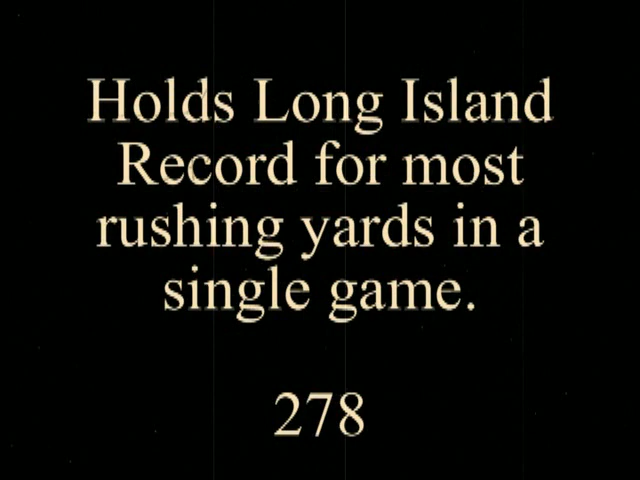 Holds Long Island
Record for most
rushing yards in a
single game.
278